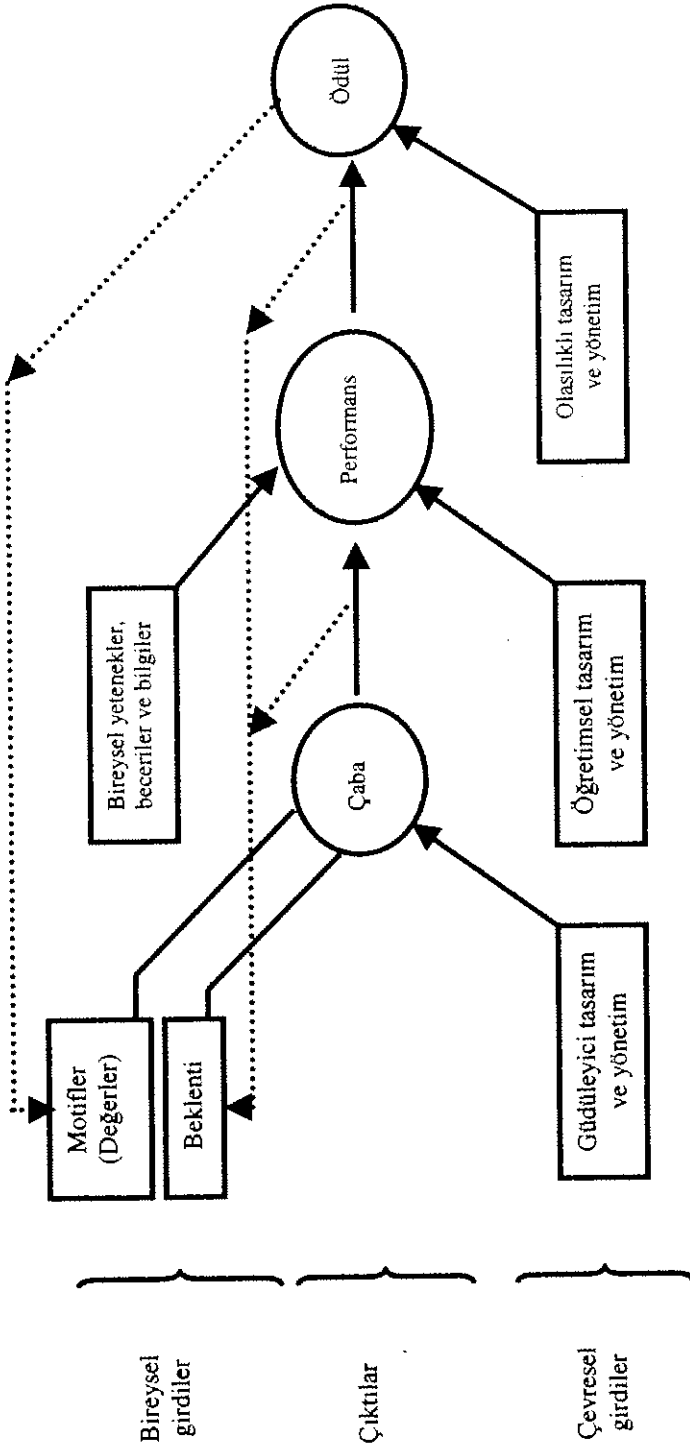 Bireysel
girdiler
Motifler
(Değerler)
Beklenti
Bireysel yetenekler,
beceriler ve bilgiler
Çıktılar
Çaba
Performans
Ödül
Çevresel
girdiler
Güdüleyici tasarım
ve yönetim
Öğretimsel tasarım
ve yönetim
Olasılıklı tasarım
ve yönetim